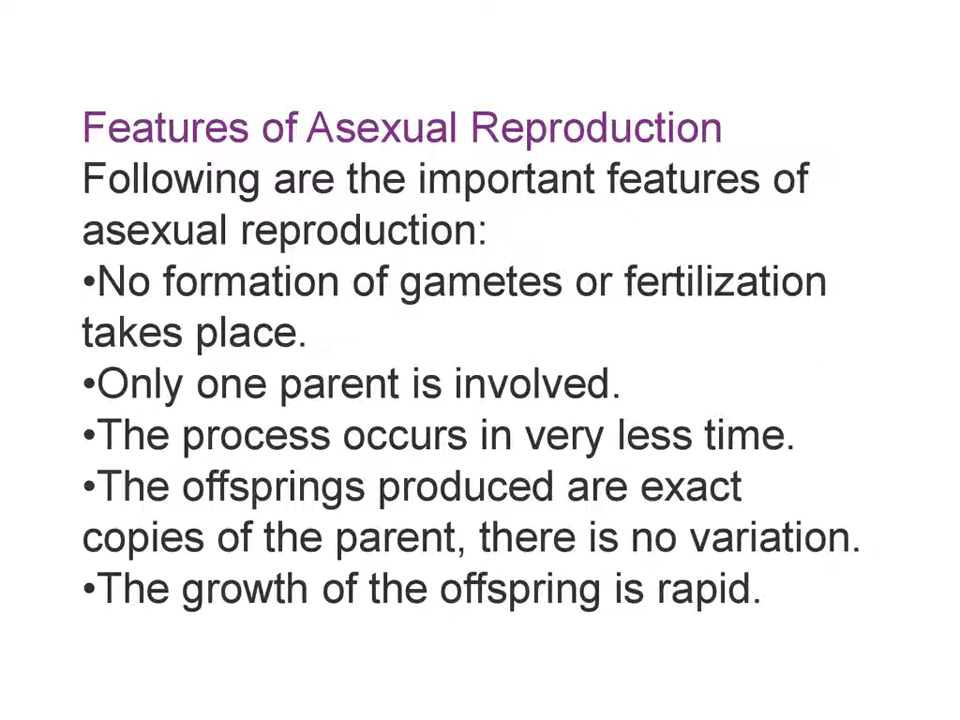 Features of Asexual Reproduction
Following are the important features of
asexual reproduction:
•No formation of gametes or fertilization
takes place.
•Only one parent is involved.
•The process occurs in very less time.
•The offsprings produced are exact
copies of the parent, there is no variation.
•The growth of the offspring is rapid.